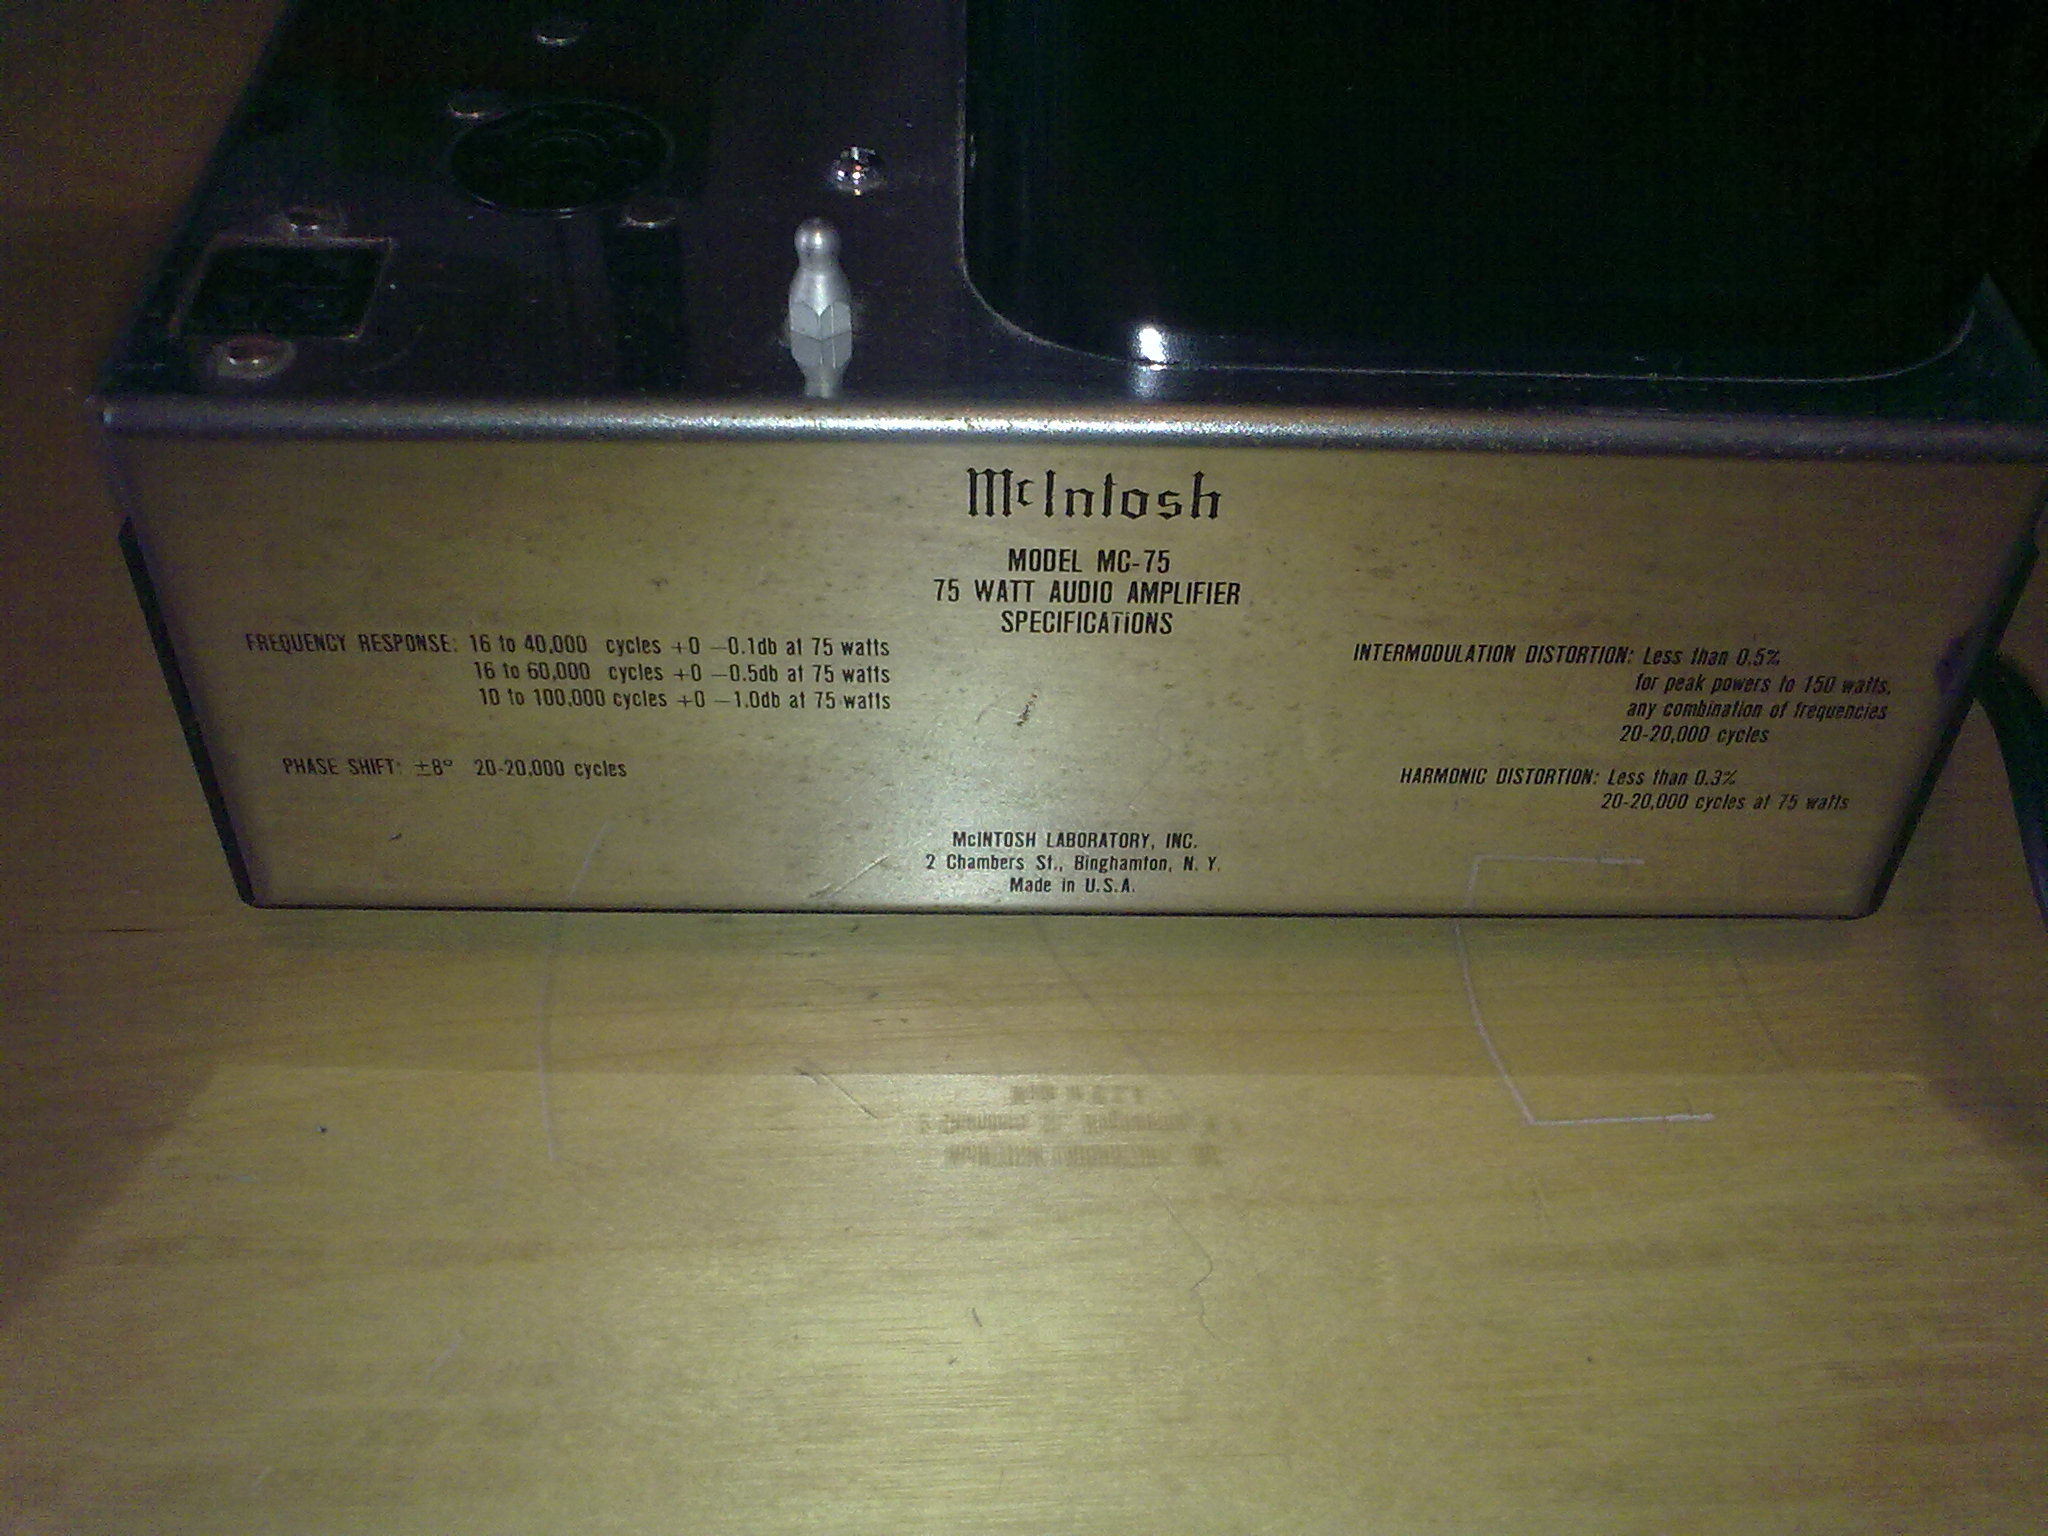 McIntosh
MODEL MC-75
75 WATT AUDIO AMPLIFIER
SPECIFICATIONS
FREQUENCY RESPONSE: 16 to 40,000 cycles +0 −0.1db at 75 watts
16 to 60,000 cycles +0 −0.5db at 75 watts
10 to 100,000 cycles +0 −1.0db at 75 watts
PHASE SHIFT: ±8° 20-20,000 cycles
INTERMODULATION DISTORTION: Less than 0.5%
for peak powers to 150 watts,
any combination of frequencies
20-20,000 cycles
HARMONIC DISTORTION: Less than 0.3%
20-20,000 cycles at 75 watts
McINTOSH LABORATORY, INC.
2 Chambers St., Binghamton, N. Y.
Made in U.S.A.